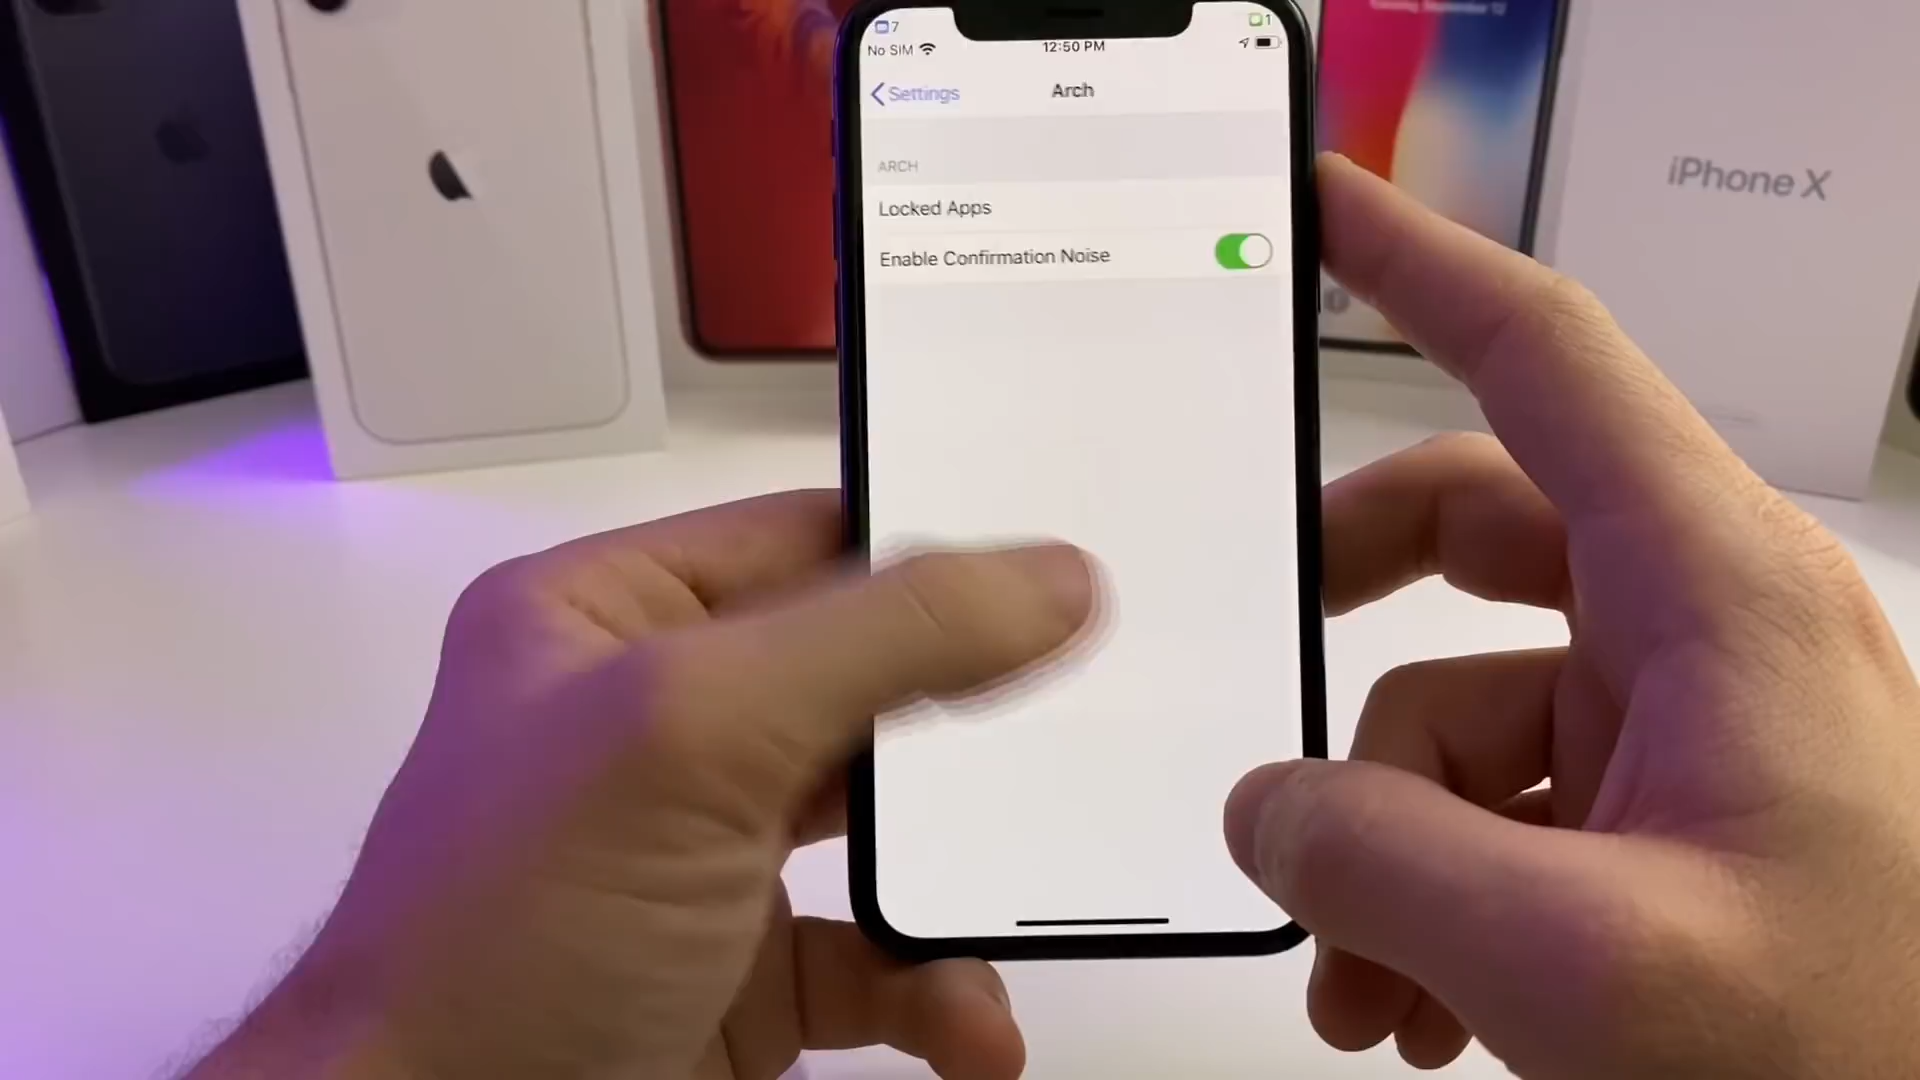 7
1
No SIM
12:50 PM
Settings
Arch
ARCH
Locked Apps
Enable Confirmation Noise
iPhone X